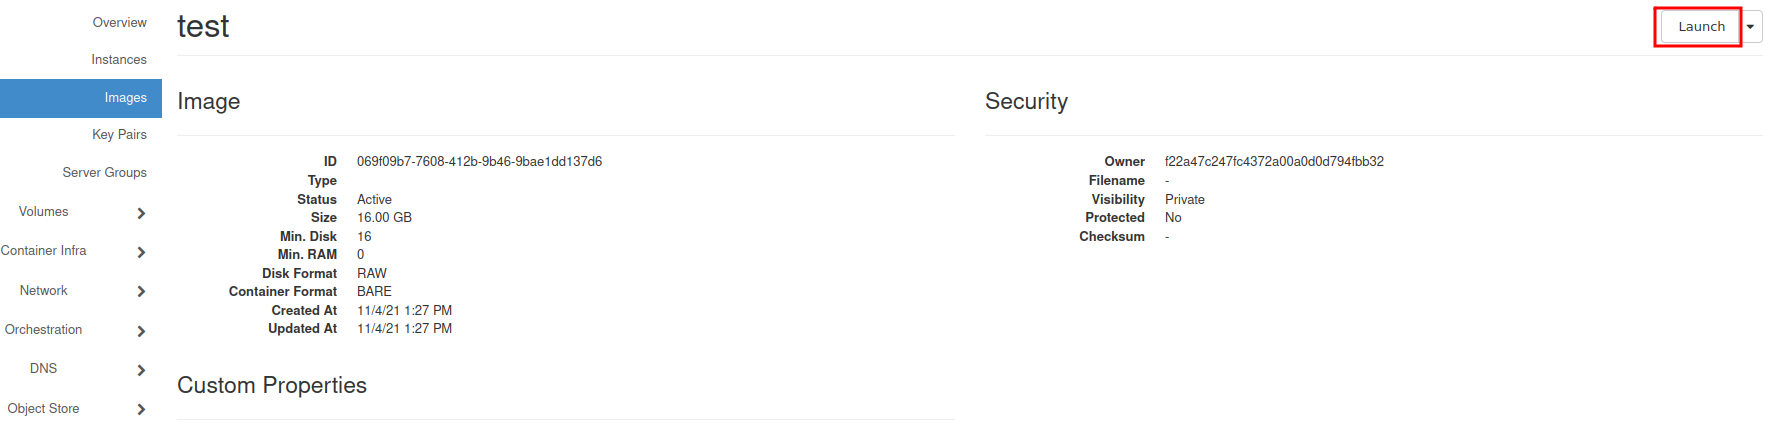 Overview
Instances
Images
Key Pairs
Server Groups
Volumes
Container Infra
Network
Orchestration
DNS
Object Store
test
Launch
Image
ID 069f09b7-7608-412b-9b46-9bae1dd137d6
Type
Status Active
Size 16.00 GB
Min. Disk 16
Min. RAM 0
Disk Format RAW
Container Format BARE
Created At 11/4/21 1:27 PM
Updated At 11/4/21 1:27 PM
Security
Owner f22a47c247fc4372a00a0d0d794fbb32
Filename -
Visibility Private
Protected No
Checksum -
Custom Properties